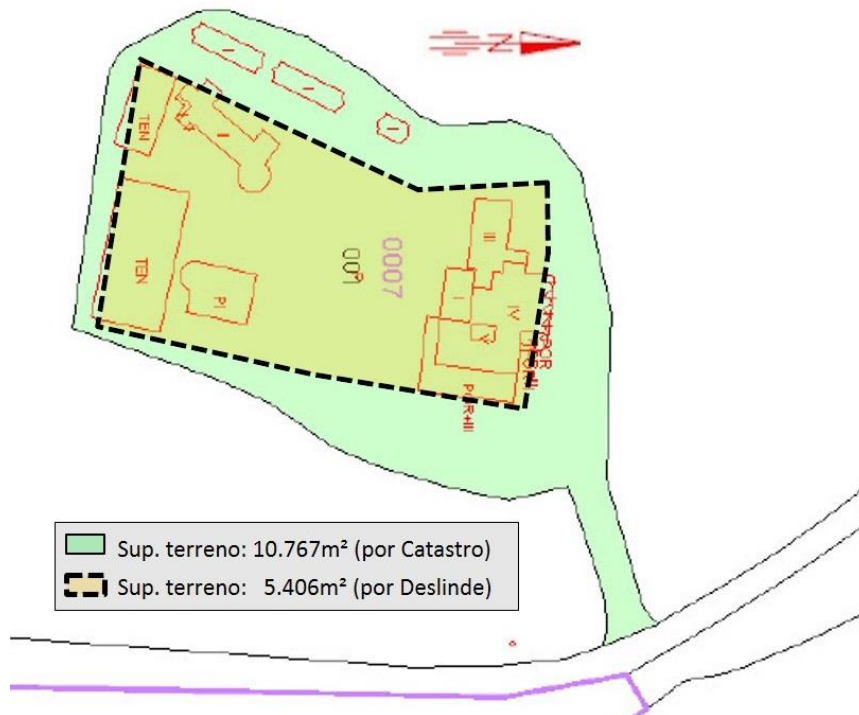 N
I
I
I
I
TEN
TEN
PI
0007
001
III
I
IV
V
POR+III
Sup. terreno: 10.767m² (por Catastro)
Sup. terreno: 5.406m² (por Deslinde)